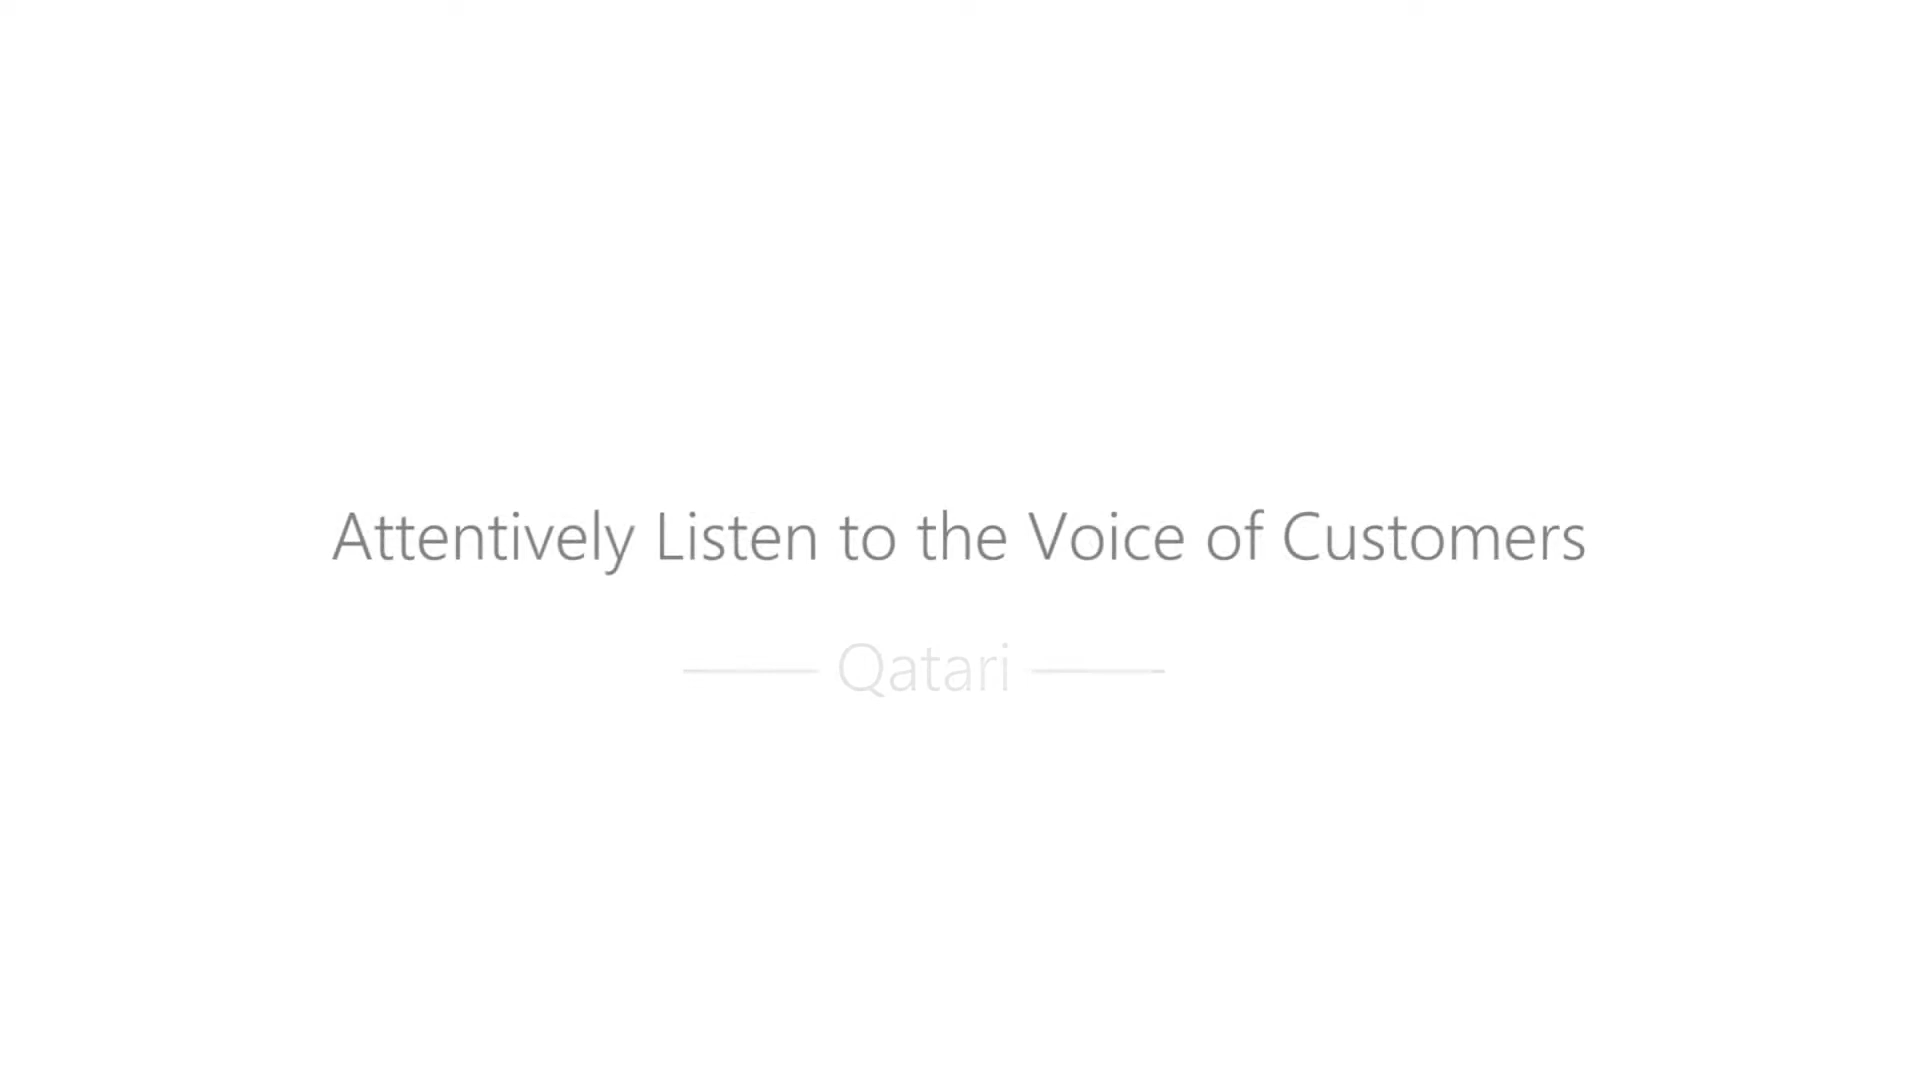 Attentively Listen to the Voice of Customers
Qatari